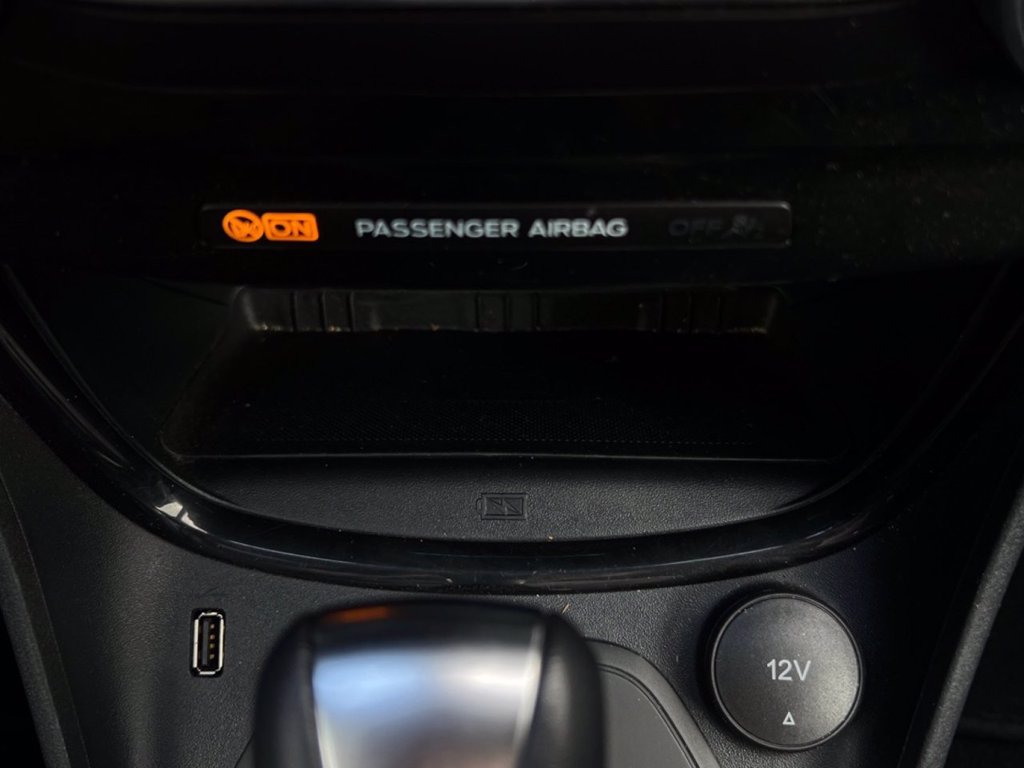 ON PASSENGER AIRBAG OFF
12V